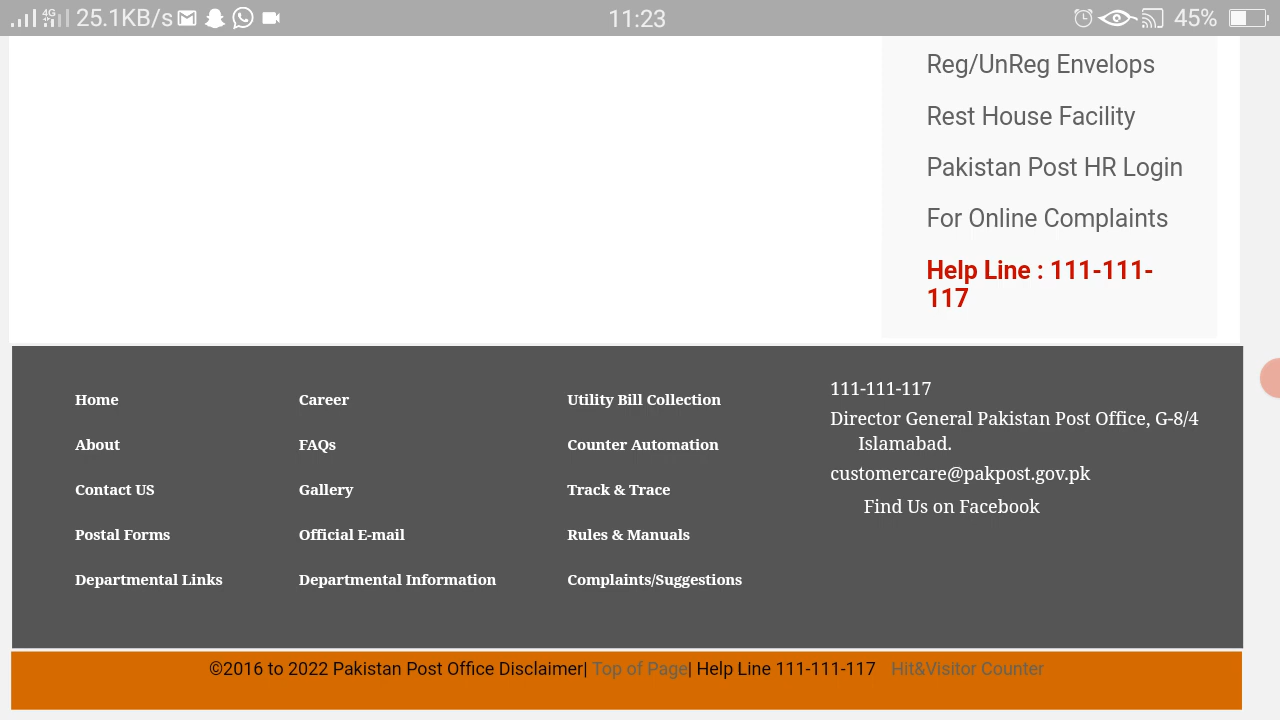 4G 25.1KB/s 11:23 45%
Reg/UnReg Envelops
Rest House Facility
Pakistan Post HR Login
For Online Complaints
Help Line : 111-111-
117
Home
About
Contact US
Postal Forms
Departmental Links
Career
FAQs
Gallery
Official E-mail
Departmental Information
Utility Bill Collection
Counter Automation
Track & Trace
Rules & Manuals
Complaints/Suggestions
111-111-117
Director General Pakistan Post Office, G-8/4
Islamabad.
customercare@pakpost.gov.pk
Find Us on Facebook
©2016 to 2022 Pakistan Post Office Disclaimer| Top of Page| Help Line 111-111-117 Hit&Visitor Counter